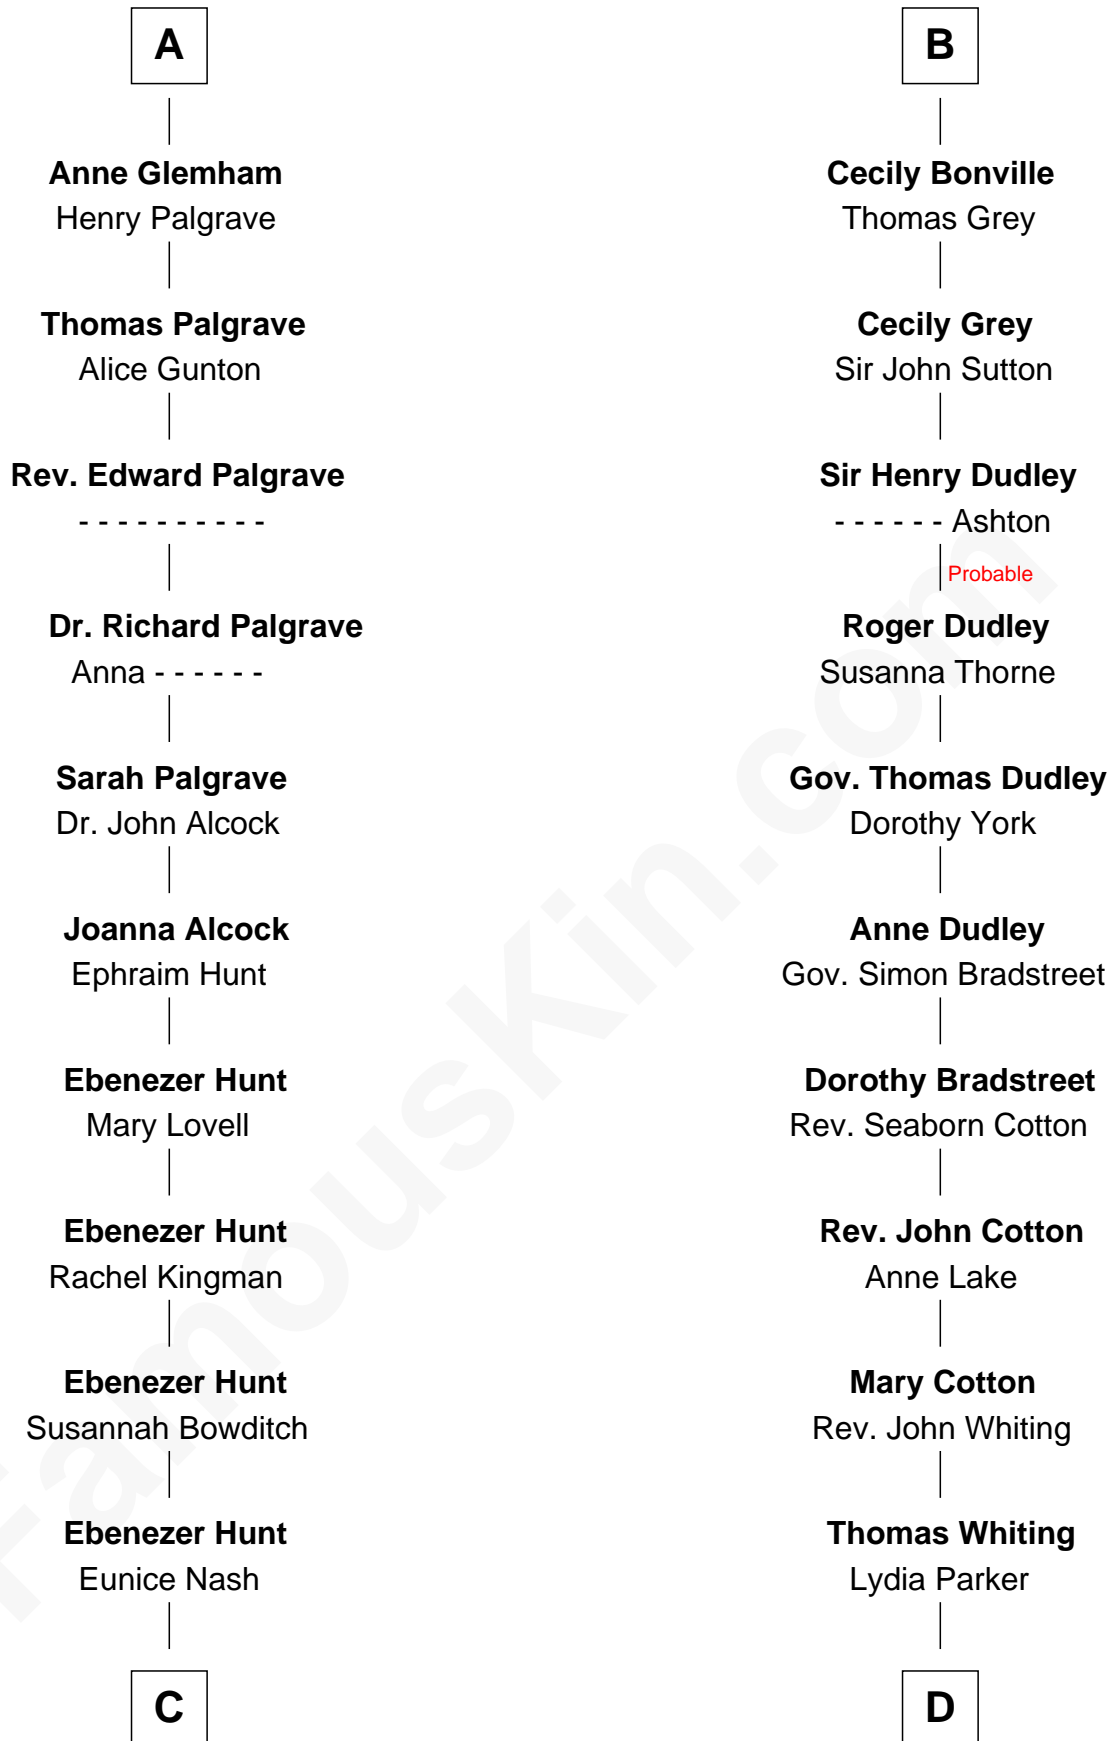 A
Anne Glemham
Henry Palgrave
Thomas Palgrave
Alice Gunton
Rev. Edward Palgrave
- - - - - - - - - -
Dr. Richard Palgrave
Anna - - - - - -
Sarah Palgrave
Dr. John Alcock
Joanna Alcock
Ephraim Hunt
Ebenezer Hunt
Mary Lovell
Ebenezer Hunt
Rachel Kingman
Ebenezer Hunt
Susannah Bowditch
Ebenezer Hunt
Eunice Nash
C
B
Cecily Bonville
Thomas Grey
Cecily Grey
Sir John Sutton
Sir Henry Dudley
- - - - - - Ashton
Probable
Roger Dudley
Susanna Thorne
Gov. Thomas Dudley
Dorothy York
Anne Dudley
Gov. Simon Bradstreet
Dorothy Bradstreet
Rev. Seaborn Cotton
Rev. John Cotton
Anne Lake
Mary Cotton
Rev. John Whiting
Thomas Whiting
Lydia Parker
D
FamousKin.com